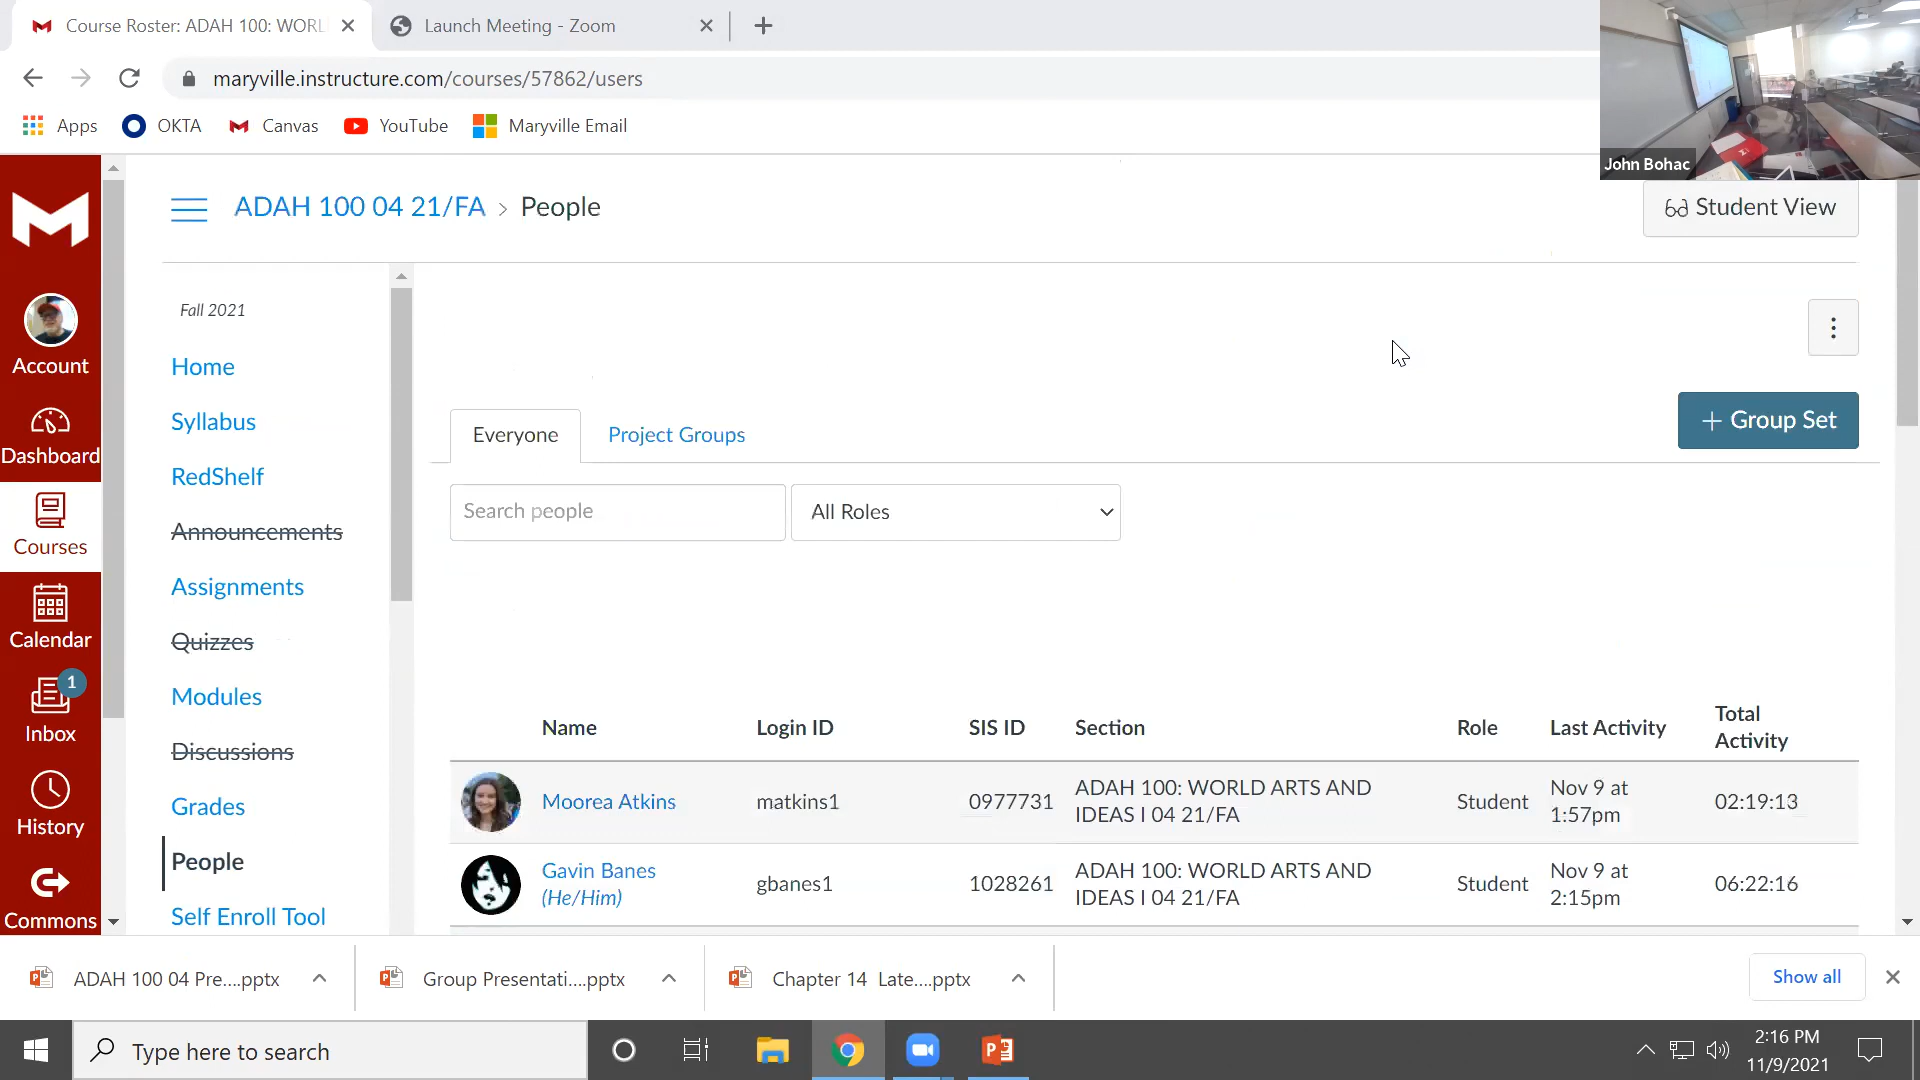 Course Roster: ADAH 100: WORL
Launch Meeting - Zoom
maryville.instructure.com/courses/57862/users
Apps
OKTA
Canvas
YouTube
Maryville Email
John Bohac
ADAH 100 04 21/FA > People
Student View
Account
Dashboard
Courses
Calendar
1
Inbox
History
Commons
Fall 2021
Home
Syllabus
RedShelf
Announcements
Assignments
Quizzes
Modules
Discussions
Grades
People
Self Enroll Tool
Everyone
Project Groups
+ Group Set
Search people
All Roles
Name
Login ID
SIS ID
Section
Role
Last Activity
Total
Activity
Moorea Atkins
matkins1
0977731
ADAH 100: WORLD ARTS AND
IDEAS I 04 21/FA
Student
Nov 9 at
1:57pm
02:19:13
Gavin Banes
(He/Him)
gbanes1
1028261
ADAH 100: WORLD ARTS AND
IDEAS I 04 21/FA
Student
Nov 9 at
2:15pm
06:22:16
ADAH 100 04 Pre....pptx
Group Presentati....pptx
Chapter 14 Late....pptx
Show all
Type here to search
2:16 PM
11/9/2021